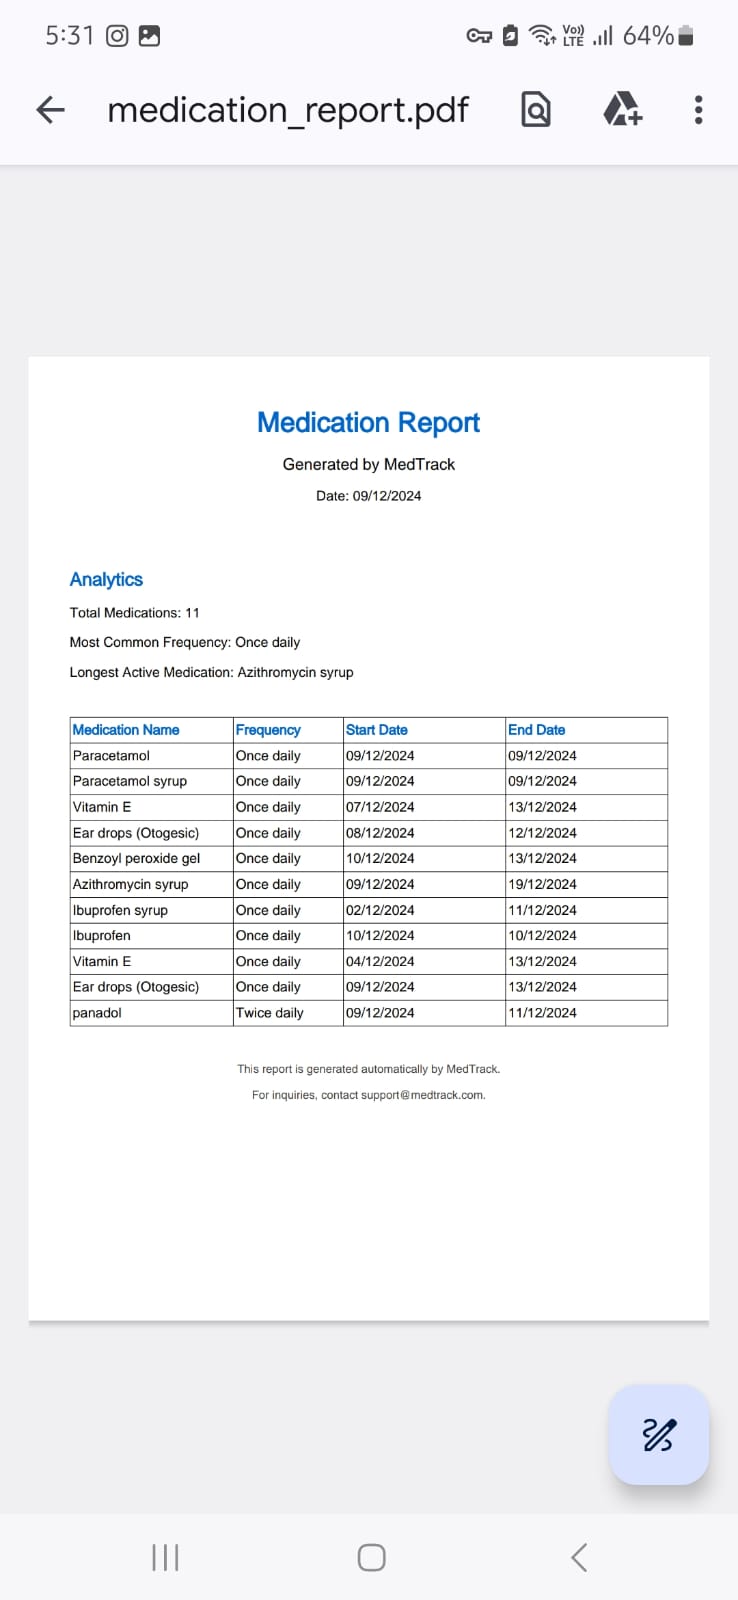 5:31 Vo)) LTE 64%
medication_report.pdf
Medication Report
Generated by MedTrack
Date: 09/12/2024
Analytics
Total Medications: 11
Most Common Frequency: Once daily
Longest Active Medication: Azithromycin syrup
Medication Name Frequency Start Date End Date
Paracetamol Once daily 09/12/2024 09/12/2024
Paracetamol syrup Once daily 09/12/2024 09/12/2024
Vitamin E Once daily 07/12/2024 13/12/2024
Ear drops (Otogesic) Once daily 08/12/2024 12/12/2024
Benzoyl peroxide gel Once daily 10/12/2024 13/12/2024
Azithromycin syrup Once daily 09/12/2024 19/12/2024
Ibuprofen syrup Once daily 02/12/2024 11/12/2024
Ibuprofen Once daily 10/12/2024 10/12/2024
Vitamin E Once daily 04/12/2024 13/12/2024
Ear drops (Otogesic) Once daily 09/12/2024 13/12/2024
panadol Twice daily 09/12/2024 11/12/2024
This report is generated automatically by MedTrack.
For inquiries, contact support@medtrack.com.